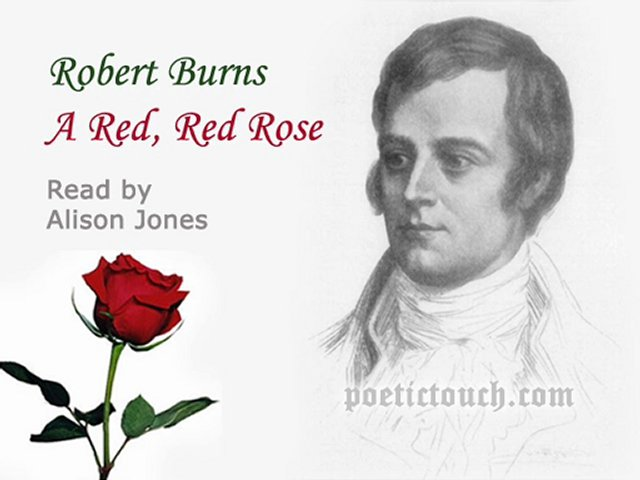 Robert Burns
A Red, Red Rose
Read by
Alison Jones
poetictouch.com